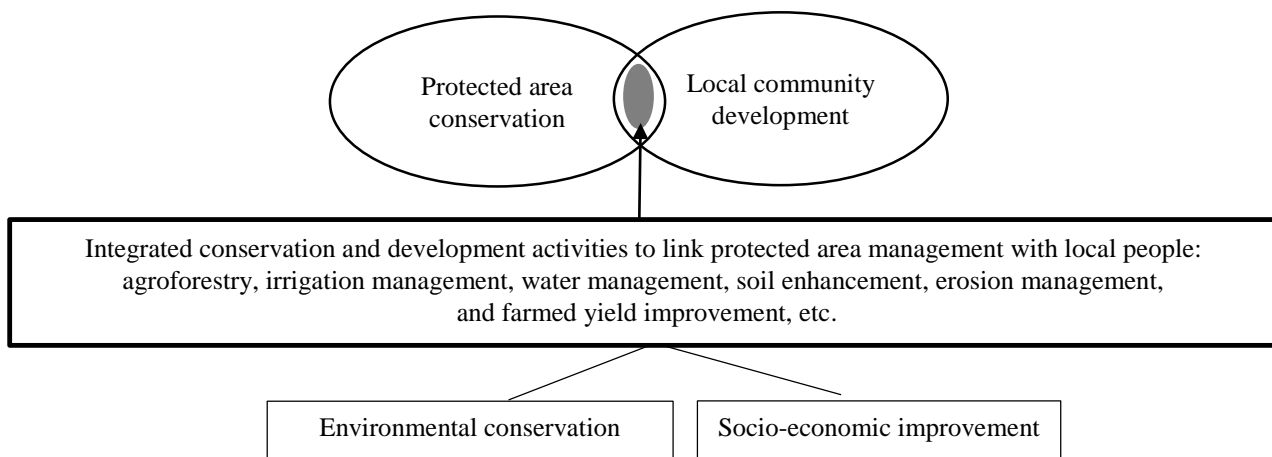 Protected area
conservation
Local community
development
Integrated conservation and development activities to link protected area management with local people:
agroforestry, irrigation management, water management, soil enhancement, erosion management,
and farmed yield improvement, etc.
Environmental conservation
Socio-economic improvement